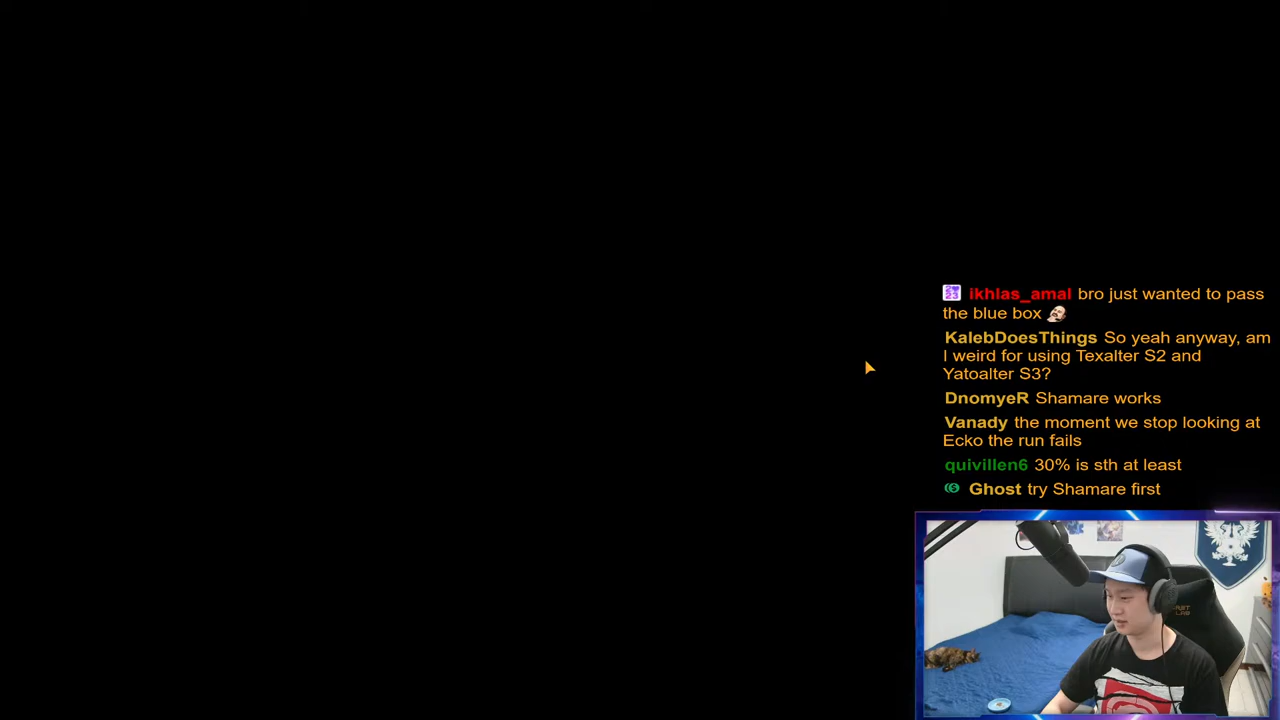 ikhlas_amal bro just wanted to pass
the blue box
KalebDoesThings So yeah anyway, am
I weird for using Texalter S2 and
Yatoalter S3?
DnomyeR Shamare works
Vanady the moment we stop looking at
Ecko the run fails
quivillen6 30% is sth at least
Ghost try Shamare first